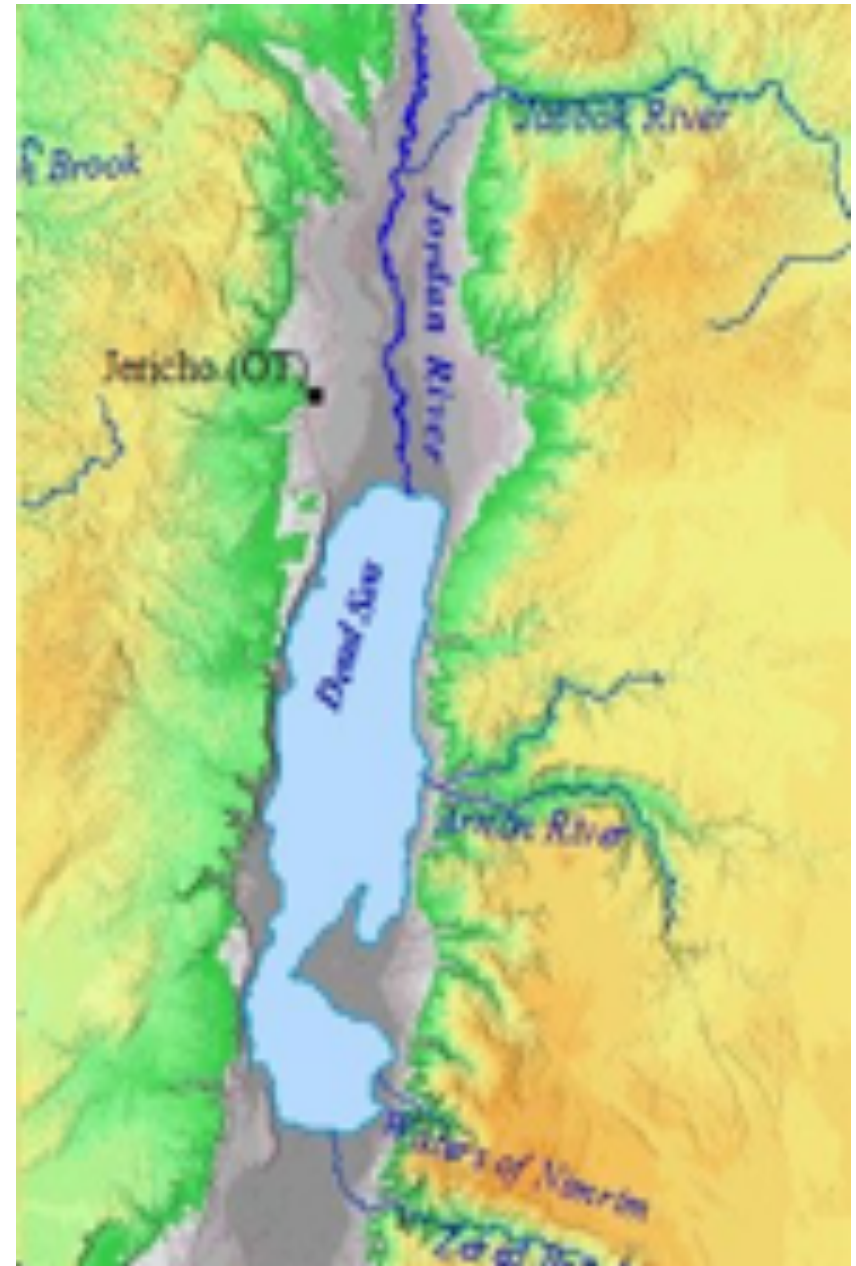 Jabbok River
Brook
Jordan River
Jericho (OT)
Dead Sea
Arnon River
Waters of Nimrim